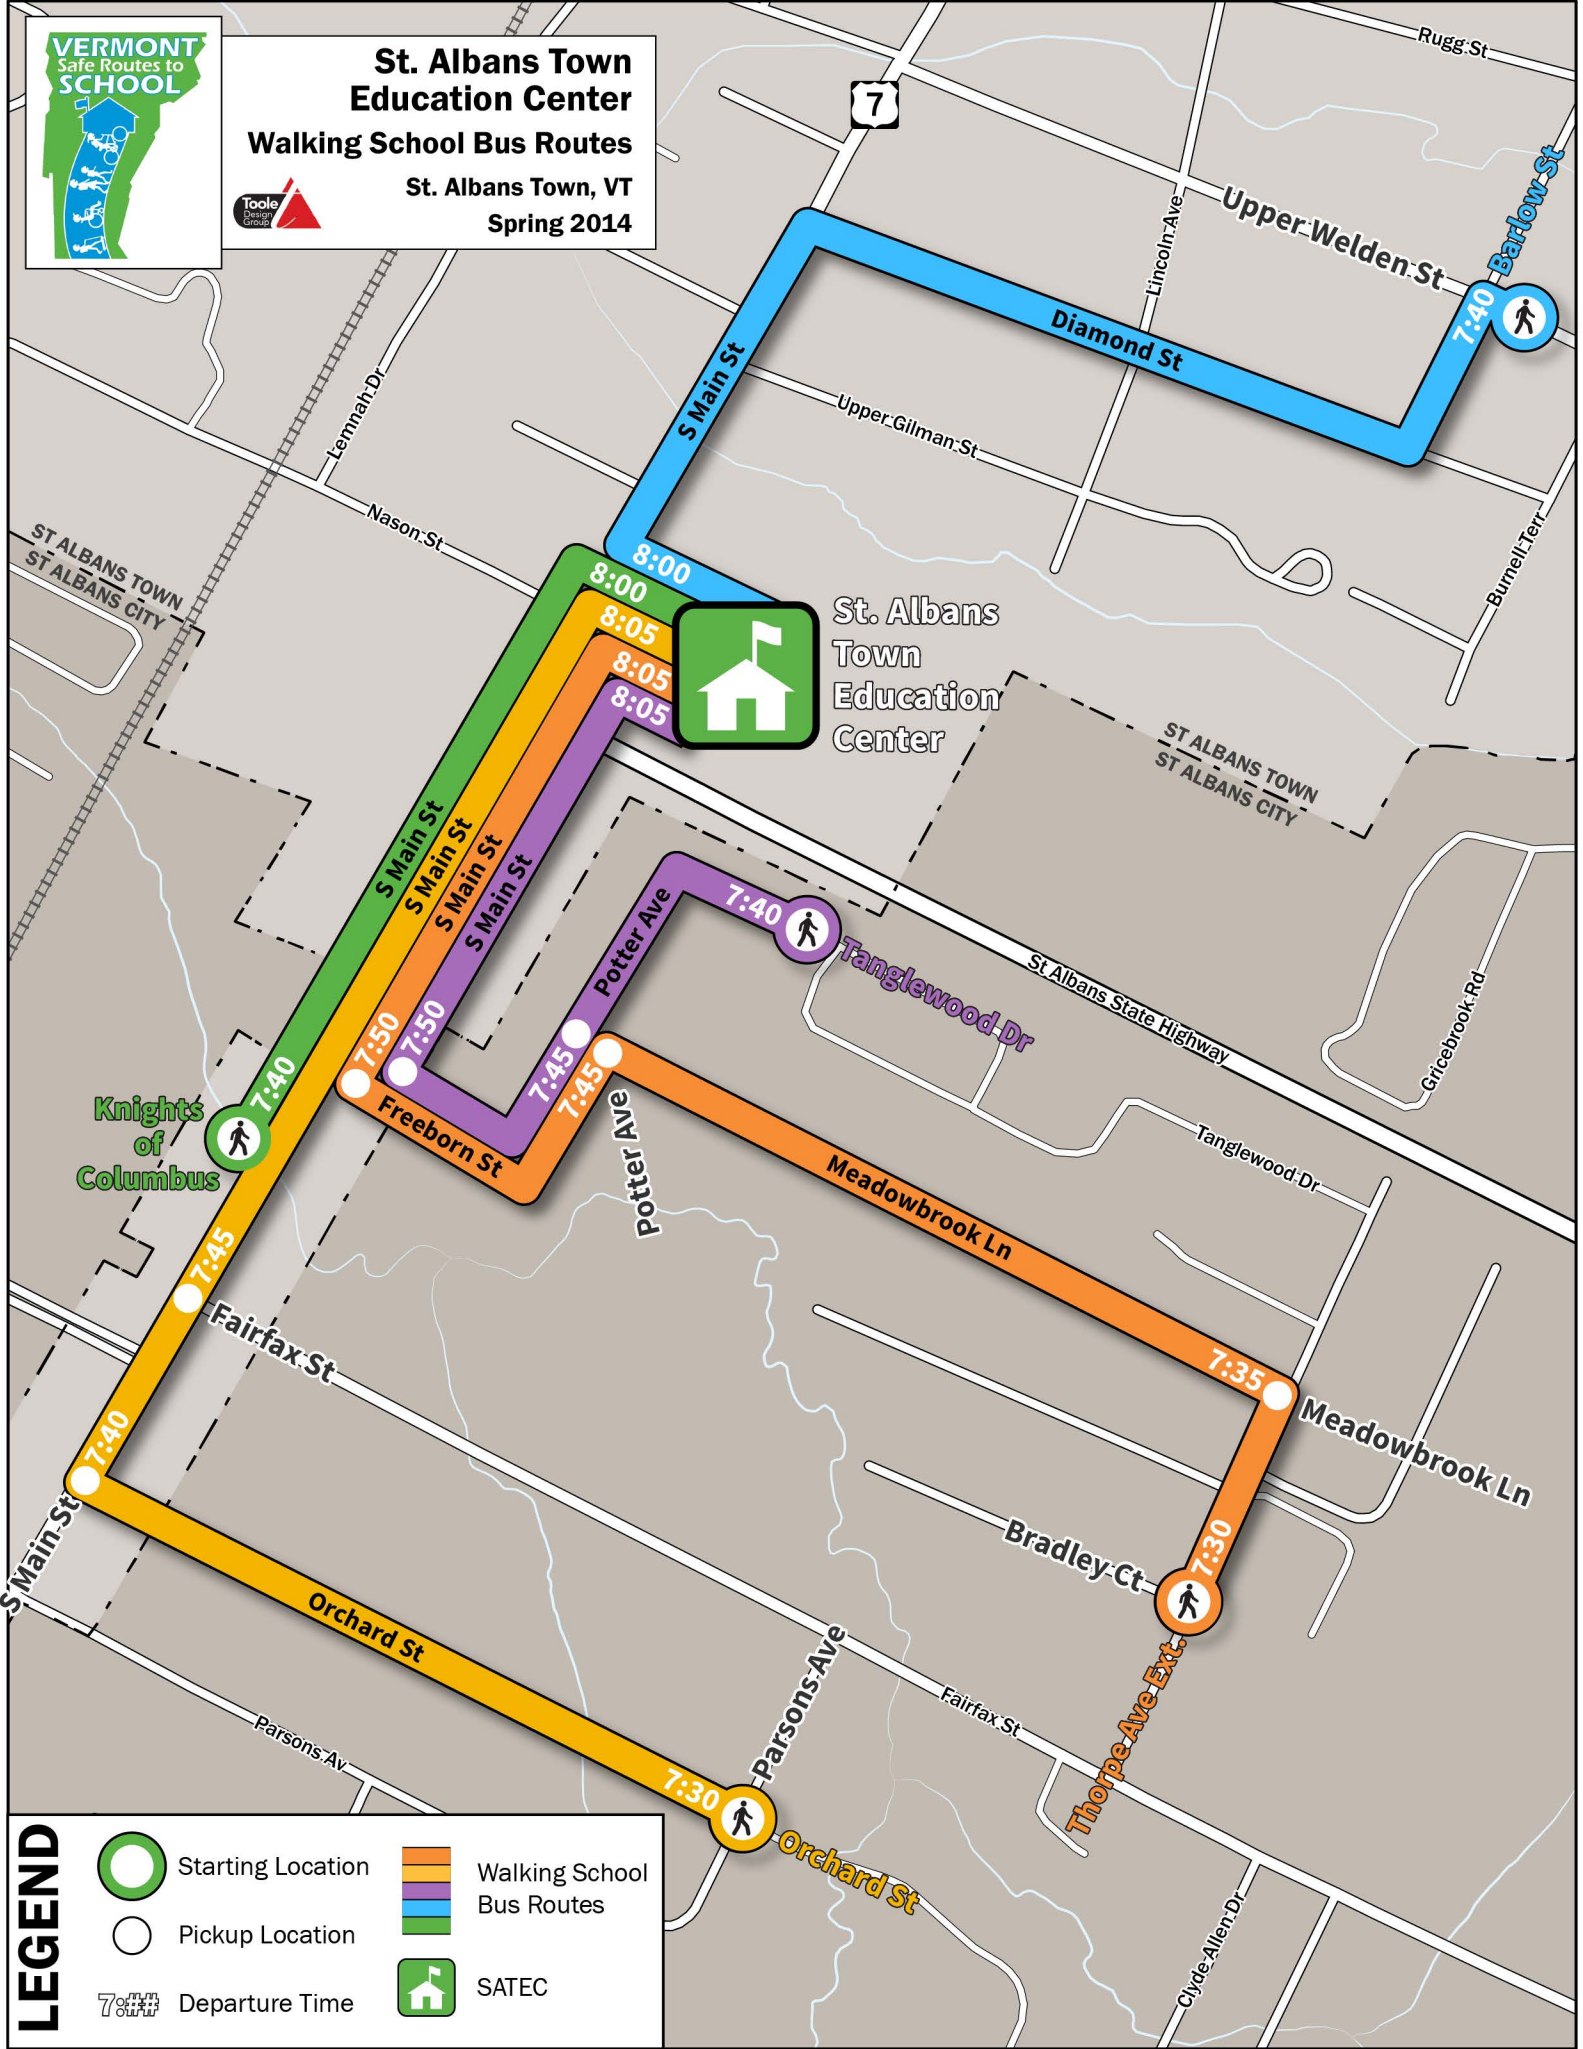 VERMONT
Safe Routes to
SCHOOL
St. Albans Town
Education Center
Walking School Bus Routes
St. Albans Town, VT
Spring 2014
Toole
Design
Group
7
Rugg St
Barlow St
Upper Welden St
Lincoln Ave
7:40
Diamond St
S Main St
Upper Gilman St
Lemnah Dr
Nason St
Burnell Terr
ST ALBANS TOWN
ST ALBANS CITY
8:00
8:00
8:05
8:05
8:05
St. Albans
Town
Education
Center
ST ALBANS TOWN
ST ALBANS CITY
S Main St
S Main St
S Main St
S Main St
Potter Ave
7:40
Tanglewood Dr
St Albans State Highway
Gricebrook Rd
7:50
7:50
7:45
7:45
7:40
Knights
of
Columbus
Freeborn St
Potter Ave
Meadowbrook Ln
Tanglewood Dr
7:45
Fairfax St
7:35
Meadowbrook Ln
7:40
S Main St
Bradley Ct
7:30
Orchard St
Parsons Ave
Fairfax St
Thorpe Ave Ext.
Parsons Av
7:30
Orchard St
Clyde Allen Dr
LEGEND
Starting Location
Pickup Location
7:## Departure Time
Walking School
Bus Routes
SATEC